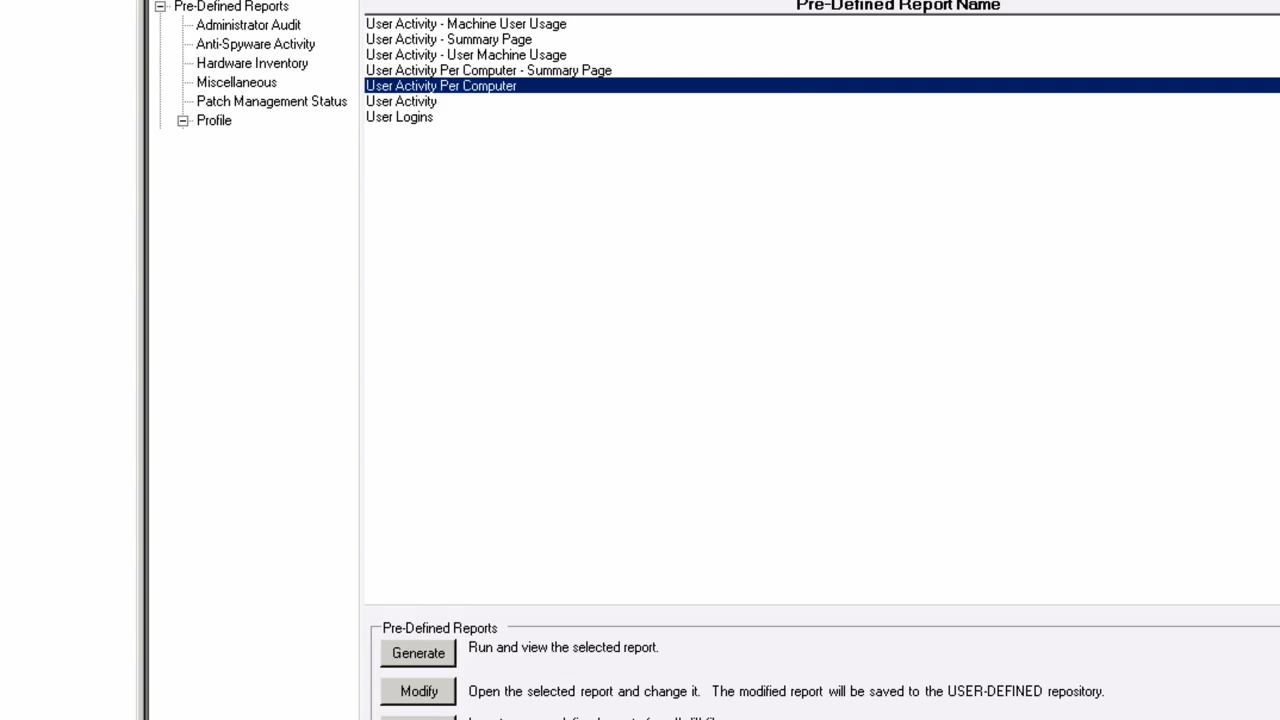 Pre-Defined Reports
Administrator Audit
Anti-Spyware Activity
Hardware Inventory
Miscellaneous
Patch Management Status
Profile
Pre-Defined Report Name
User Activity - Machine User Usage
User Activity - Summary Page
User Activity - User Machine Usage
User Activity Per Computer - Summary Page
User Activity Per Computer
User Activity
User Logins
Pre-Defined Reports
Generate Run and view the selected report.
Modify Open the selected report and change it. The modified report will be saved to the USER-DEFINED repository.